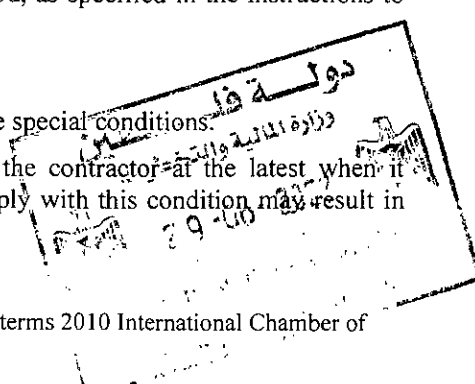 , as specified in the instructions to
دولة فلسطين
e special conditions.
وزارة المالية والتخطيط
the contractor at the latest when it
ply with this condition may result in
terms 2010 International Chamber of